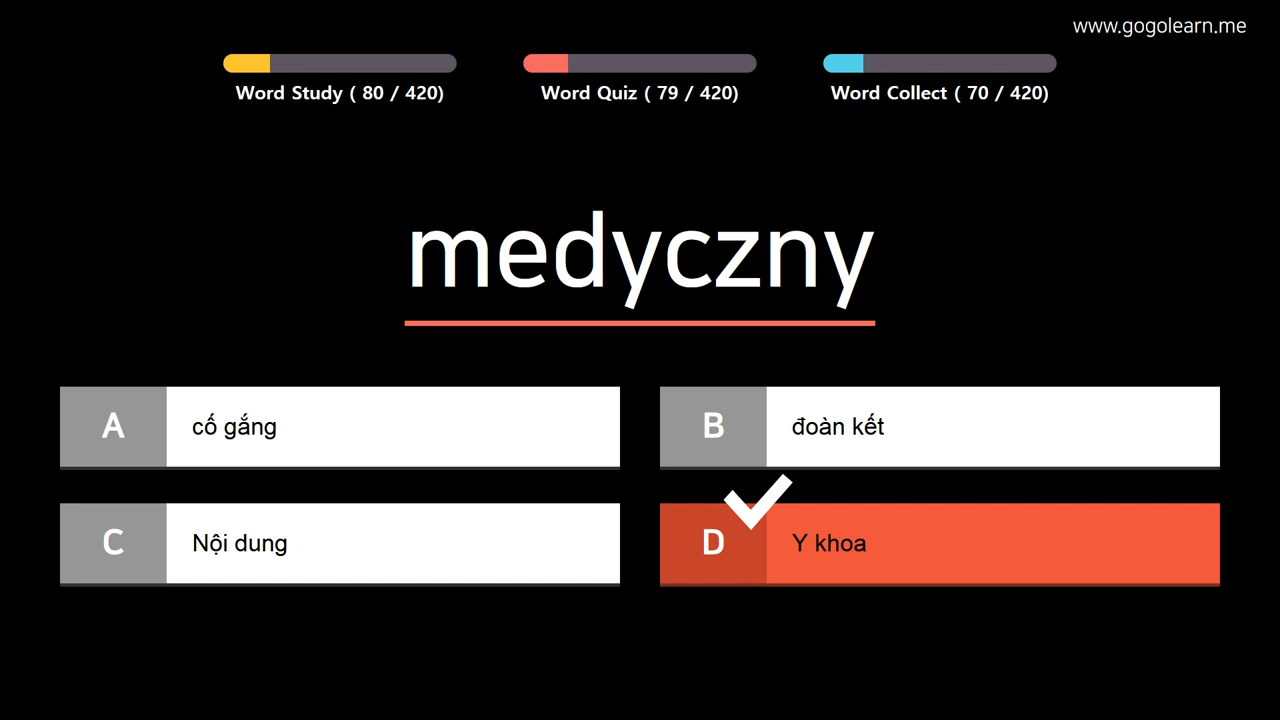 www.gogolearn.me
Word Study ( 80 / 420)
Word Quiz ( 79 / 420)
Word Collect ( 70 / 420)
medyczny
A
cố gắng
B
đoàn kết
C
Nội dung
D
Y khoa